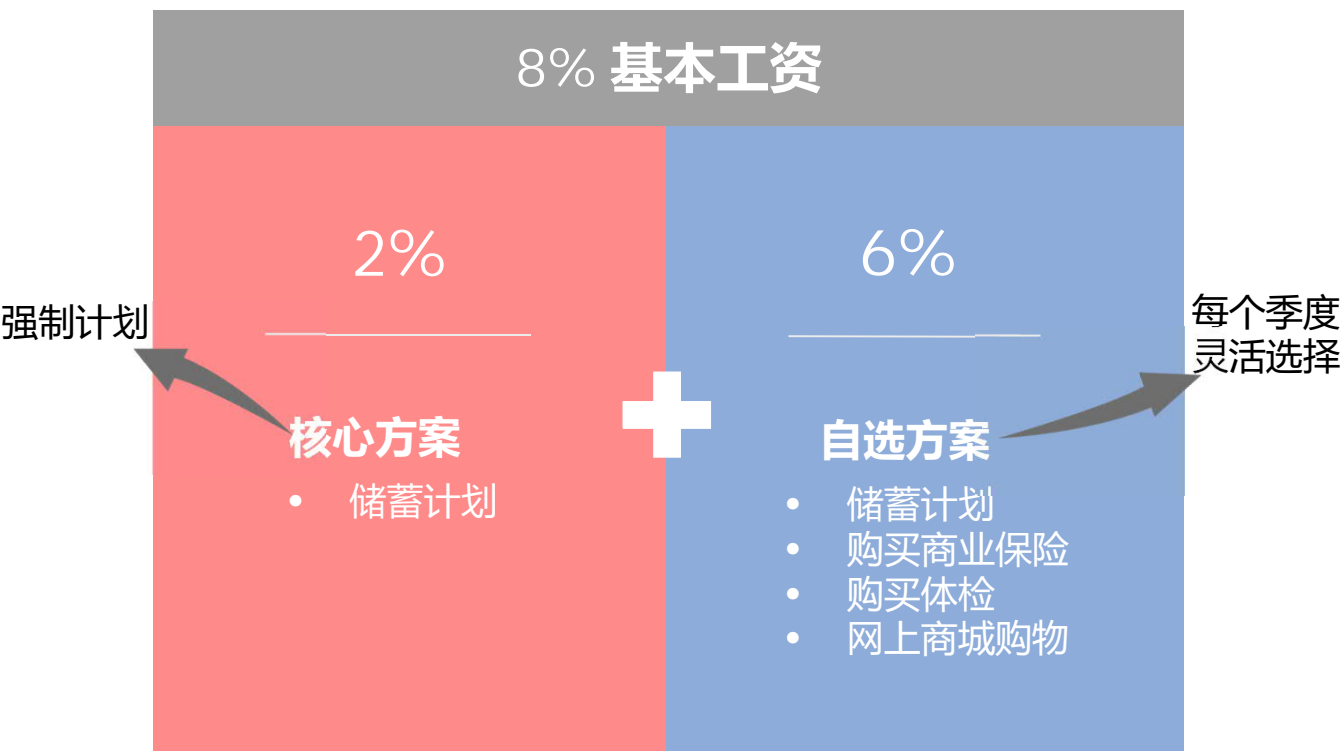 8% 基本工资
2%
6%
强制计划
每个季度
灵活选择
核心方案
• 储蓄计划
自选方案
• 储蓄计划
• 购买商业保险
• 购买体检
• 网上商城购物